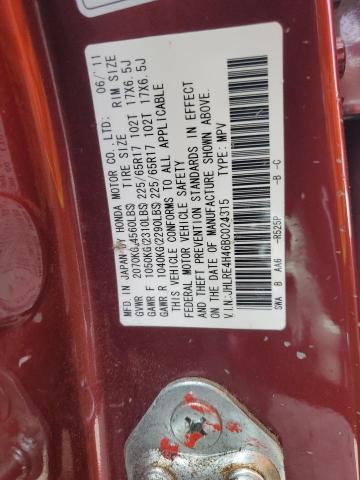 MFD. IN JAPAN BY HONDA MOTOR CO.,LTD: 06/'11
GVWR 2070KG(4560LBS) TIRE SIZE RIM SIZE
GAWR F 1050KG(2310LBS) 225/65R17 102T 17X6.5J
GAWR R 1040KG(2290LBS) 225/65R17 102T 17X6.5J
THIS VEHICLE CONFORMS TO ALL APPLICABLE
FEDERAL MOTOR VEHICLE SAFETY
AND THEFT PREVENTION STANDARDS IN EFFECT
ON THE DATE OF MANUFACTURE SHOWN ABOVE.
V.I.N:JHLRE4H46BC024315 TYPE: MPV
SWA B AA6 -R525P -B -C